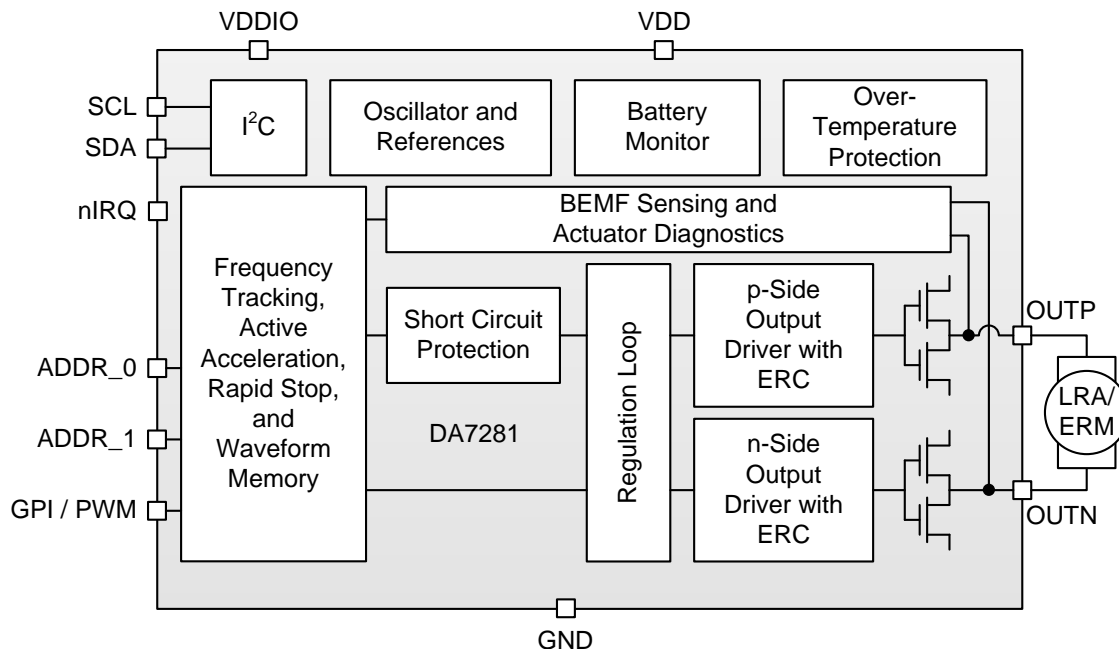 VDDIO
VDD
SCL
SDA
nIRQ
ADDR_0
ADDR_1
GPI / PWM
I²C
Oscillator and
References
Battery
Monitor
Over-
Temperature
Protection
BEMF Sensing and
Actuator Diagnostics
Frequency
Tracking,
Active
Acceleration,
Rapid Stop,
and
Waveform
Memory
Short Circuit
Protection
DA7281
Regulation Loop
p-Side
Output
Driver with
ERC
n-Side
Output
Driver with
ERC
OUTP
LRA/
ERM
OUTN
GND